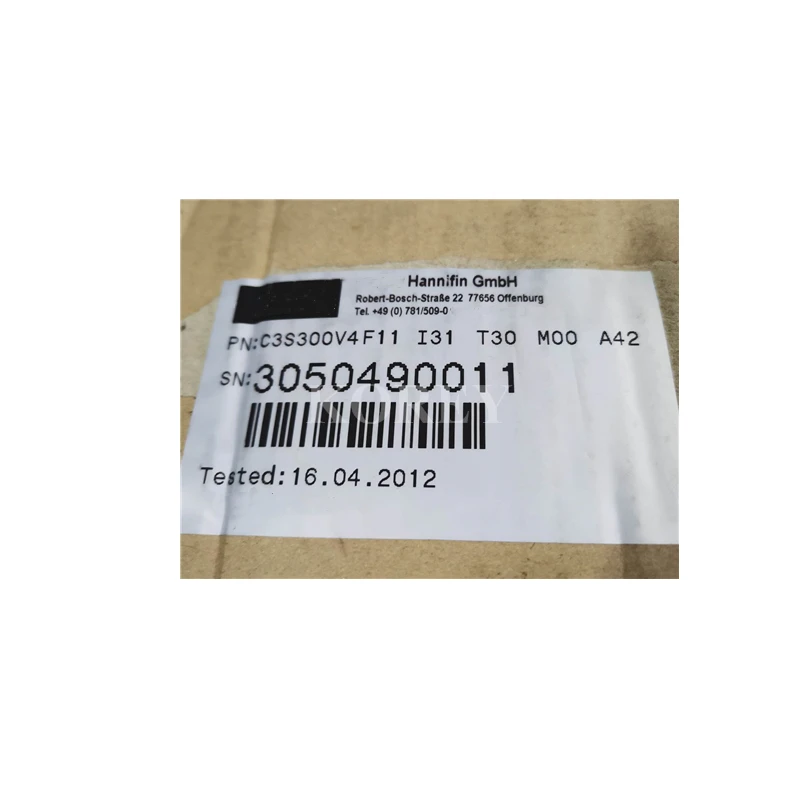 Hannifin GmbH
Robert-Bosch-Straße 22 77656 Offenburg
Tel. +49 (0) 781/509-0
PN:C3S300V4F11 I31 T30 M00 A42
SN:3050490011
KOREY
Tested:16.04.2012